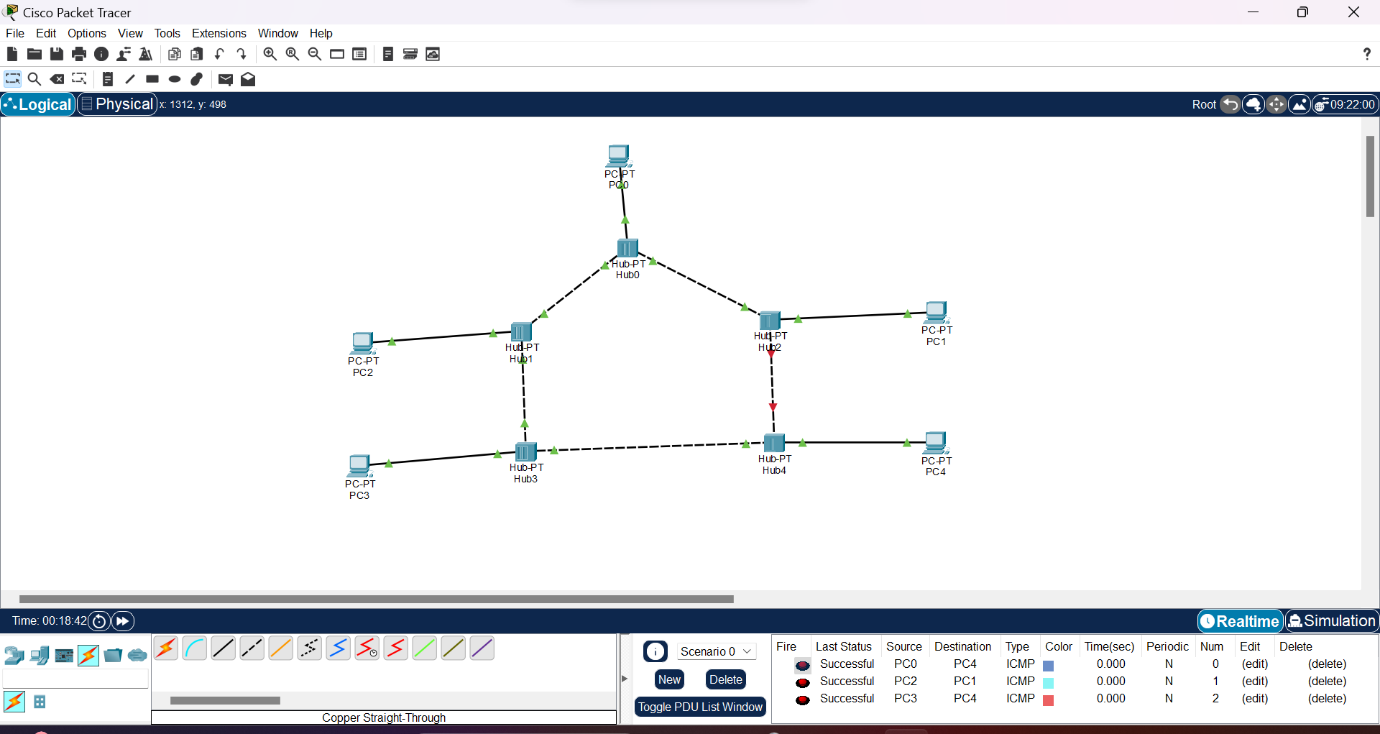 Cisco Packet Tracer
File Edit Options View Tools Extensions Window Help
Logical Physical x: 1312, y: 498 Root 09:22:00
PC-PT
PC0
Hub-PT
Hub0
Hub-PT
Hub1
Hub-PT
Hub2
PC-PT
PC1
PC-PT
PC2
Hub-PT
Hub3
Hub-PT
Hub4
PC-PT
PC4
PC-PT
PC3
Time: 00:18:42 Realtime Simulation
Scenario 0
New Delete
Toggle PDU List Window
Copper Straight-Through
Fire Last Status Source Destination Type Color Time(sec) Periodic Num Edit Delete
Successful PC0 PC4 ICMP 0.000 N 0 (edit) (delete)
Successful PC2 PC1 ICMP 0.000 N 1 (edit) (delete)
Successful PC3 PC4 ICMP 0.000 N 2 (edit) (delete)